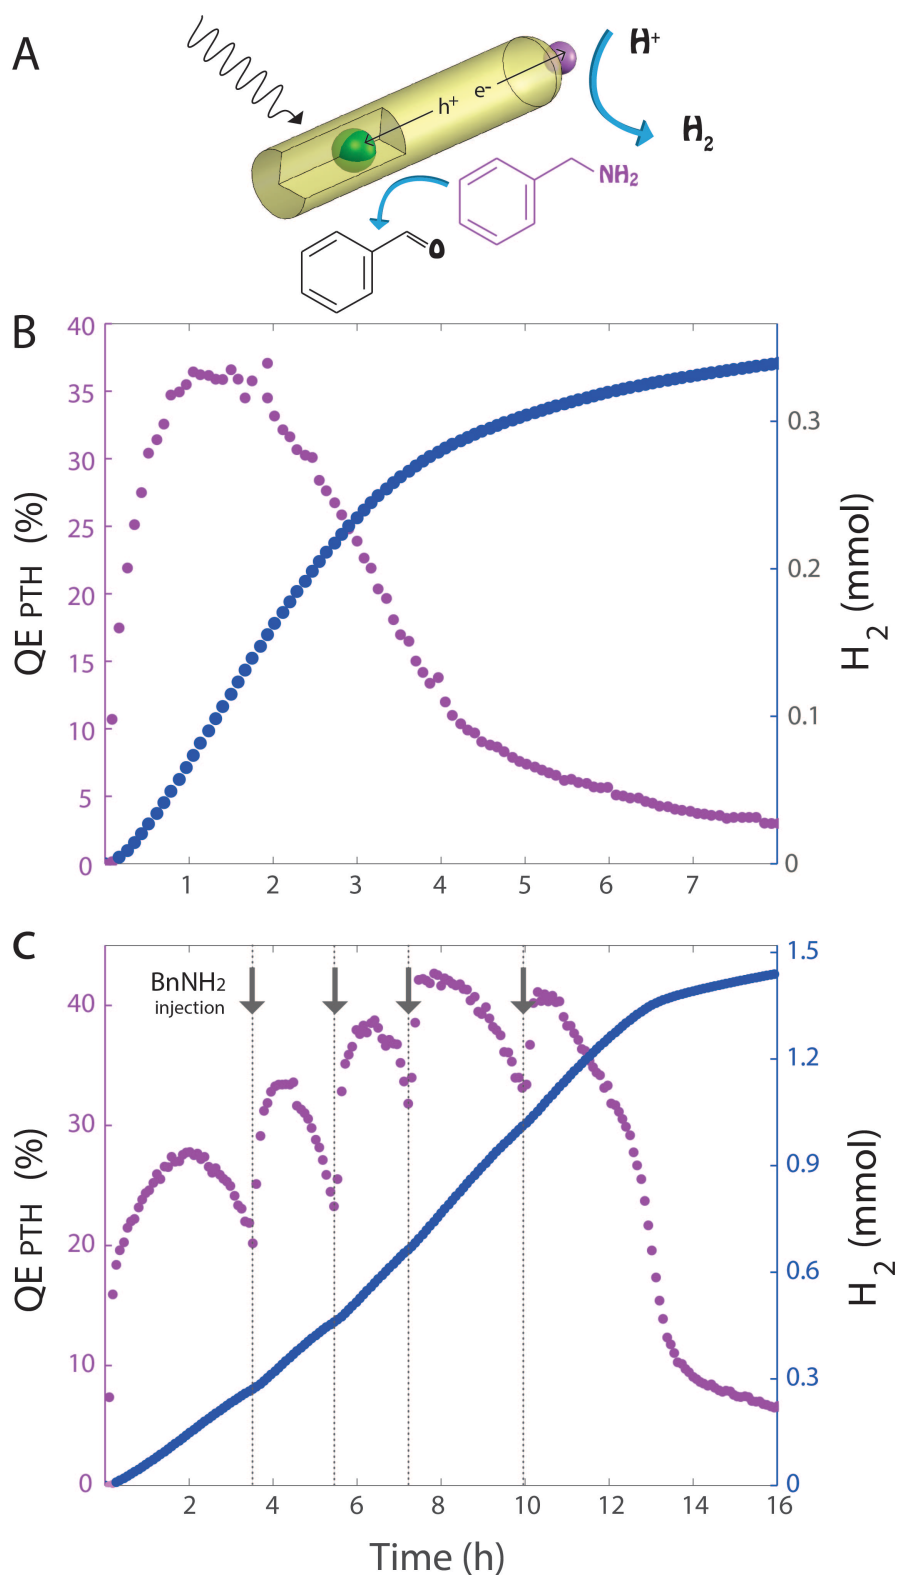 A
H+
e-
h+
H2
NH2
O
B
40
35
30
25
20
15
10
5
0
QE PTH (%)
0.3
0.2
0.1
0
H2 (mmol)
1 2 3 4 5 6 7
C
BnNH2
injection
40
30
20
10
0
QE PTH (%)
1.5
1.2
0.9
0.6
0.3
0
H2 (mmol)
2 4 6 8 10 12 14 16
Time (h)